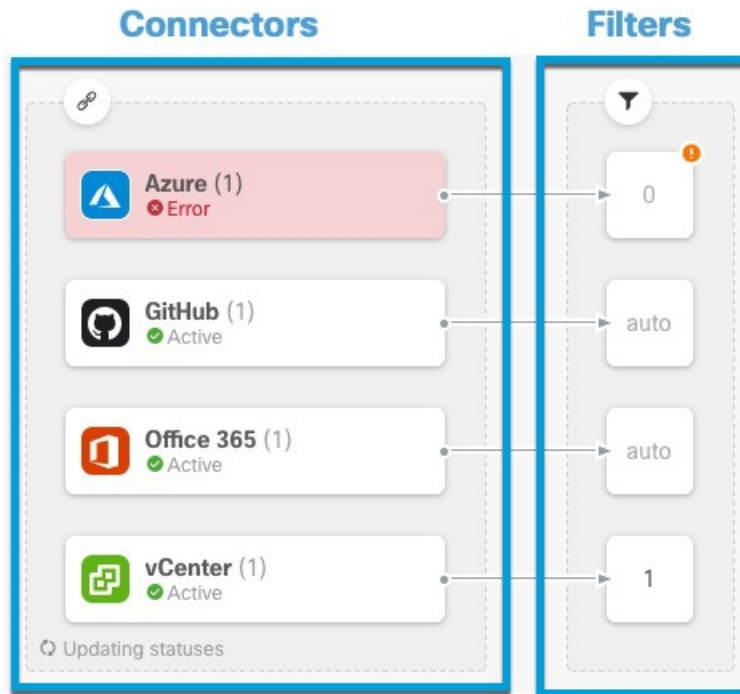 Connectors
Filters
Azure (1)
Error
0
GitHub (1)
Active
auto
Office 365 (1)
Active
auto
vCenter (1)
Active
1
Updating statuses